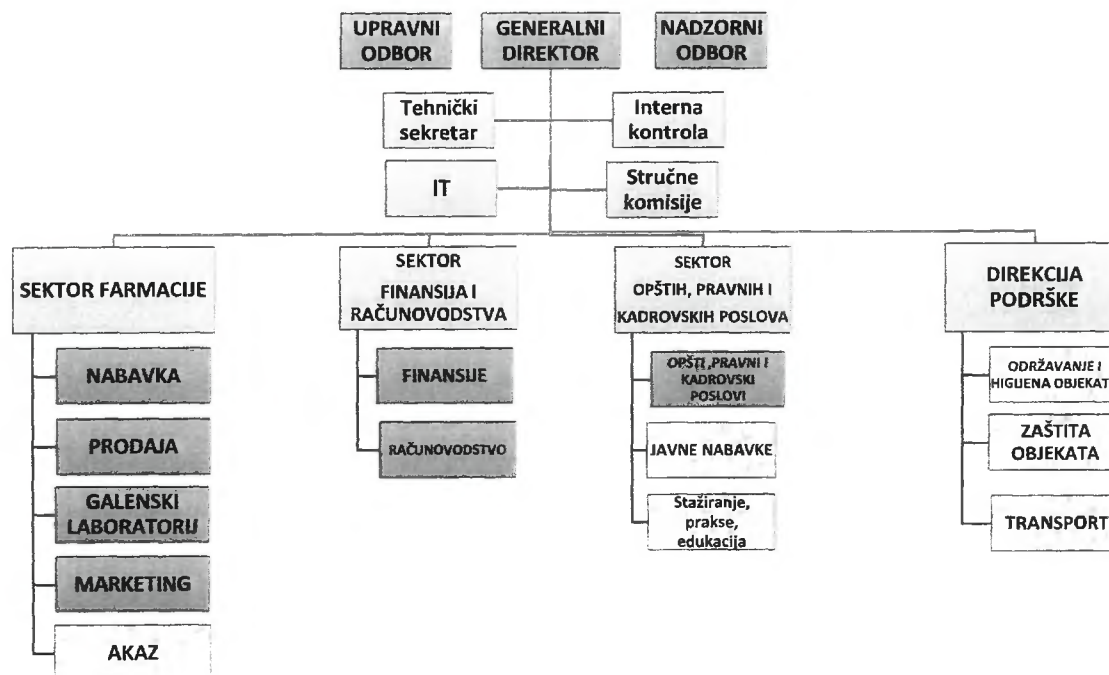 UPRAVNI
ODBOR
GENERALNI
DIREKTOR
NADZORNI
ODBOR
Tehnički
sekretar
Interna
kontrola
IT
Stručne
komisije
SEKTOR FARMACIJE
NABAVKA
PRODAJA
GALENSKI
LABORATORIJ
MARKETING
AKAZ
SEKTOR
FINANSIJA I
RAČUNOVODSTVA
FINANSIJE
RAČUNOVODSTVO
SEKTOR
OPŠTIH, PRAVNIH I
KADROVSKIH POSLOVA
OPŠTI ,PRAVNI I
KADROVSKI
POSLOVI
JAVNE NABAVKE
Stažiranje,
prakse,
edukacija
DIREKCIJA
PODRŠKE
ODRŽAVANJE I
HIGIJENA OBJEKAT
ZAŠTITA
OBJEKATA
TRANSPORT